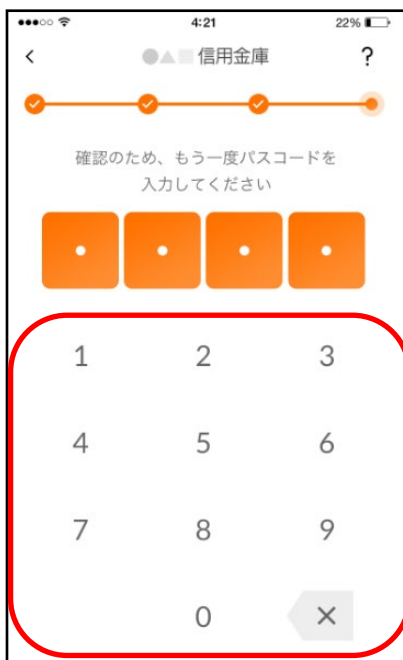 4:21 22%
●▲■ 信用金庫 ?
確認のため、もう一度パスコードを
入力してください
1 2 3
4 5 6
7 8 9
0 ×